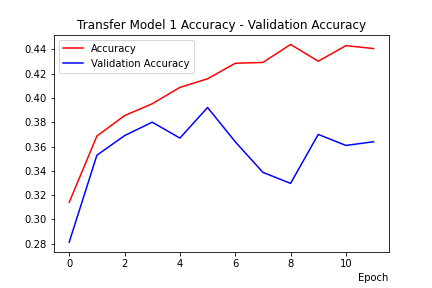 Transfer Model 1 Accuracy - Validation Accuracy
Accuracy
Validation Accuracy
0.44
0.42
0.40
0.38
0.36
0.34
0.32
0.30
0.28
0 2 4 6 8 10
Epoch